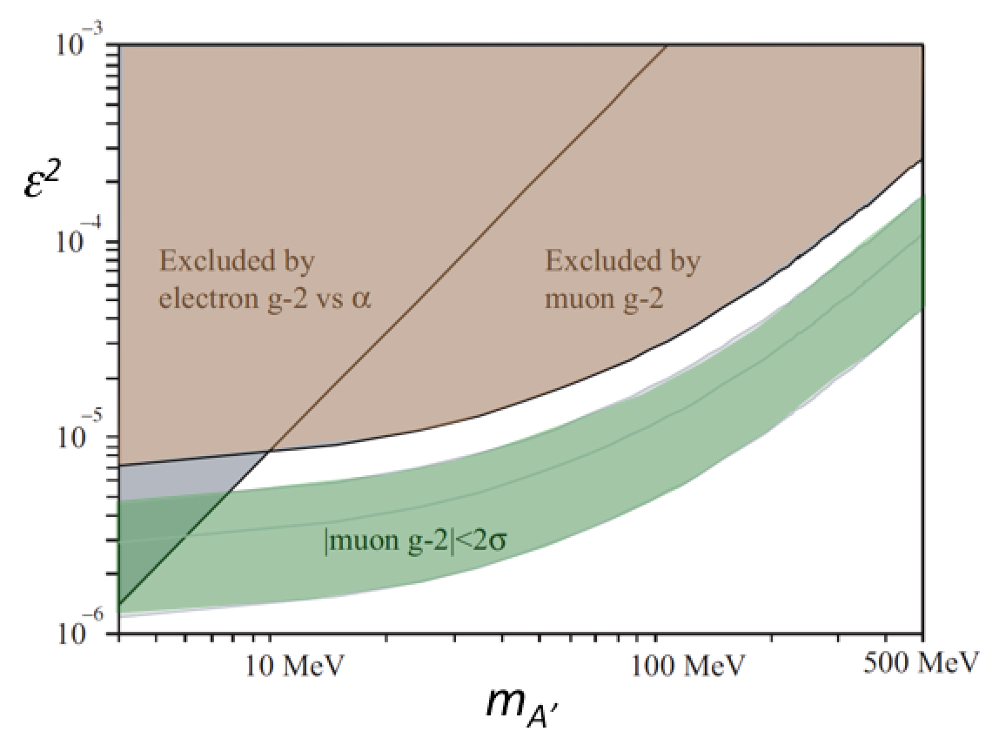 10⁻³
ε²
10⁻⁴
Excluded by
electron g-2 vs α
Excluded by
muon g-2
10⁻⁵
|muon g-2|<2σ
10⁻⁶
10 MeV
100 MeV
500 MeV
m_A′